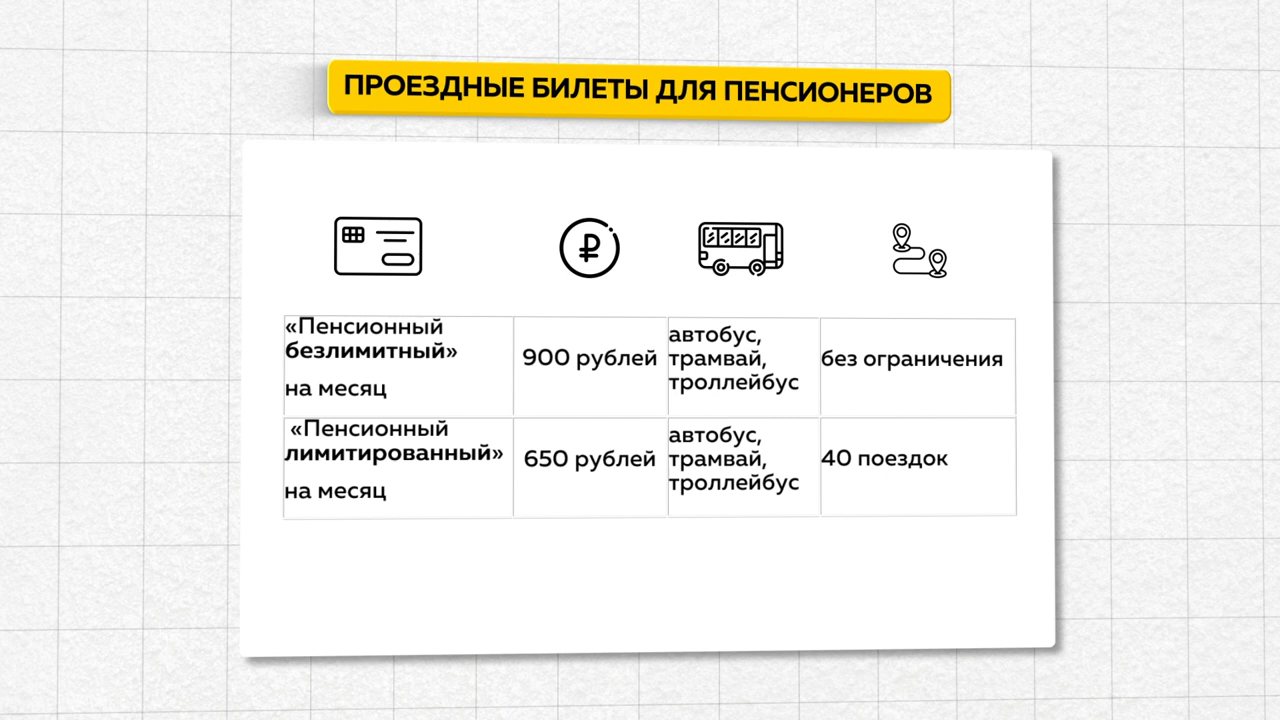 ПРОЕЗДНЫЕ БИЛЕТЫ ДЛЯ ПЕНСИОНЕРОВ
«Пенсионный
безлимитный»
на месяц
900 рублей
автобус,
трамвай,
троллейбус
без ограничения
«Пенсионный
лимитированный»
на месяц
650 рублей
автобус,
трамвай,
троллейбус
40 поездок